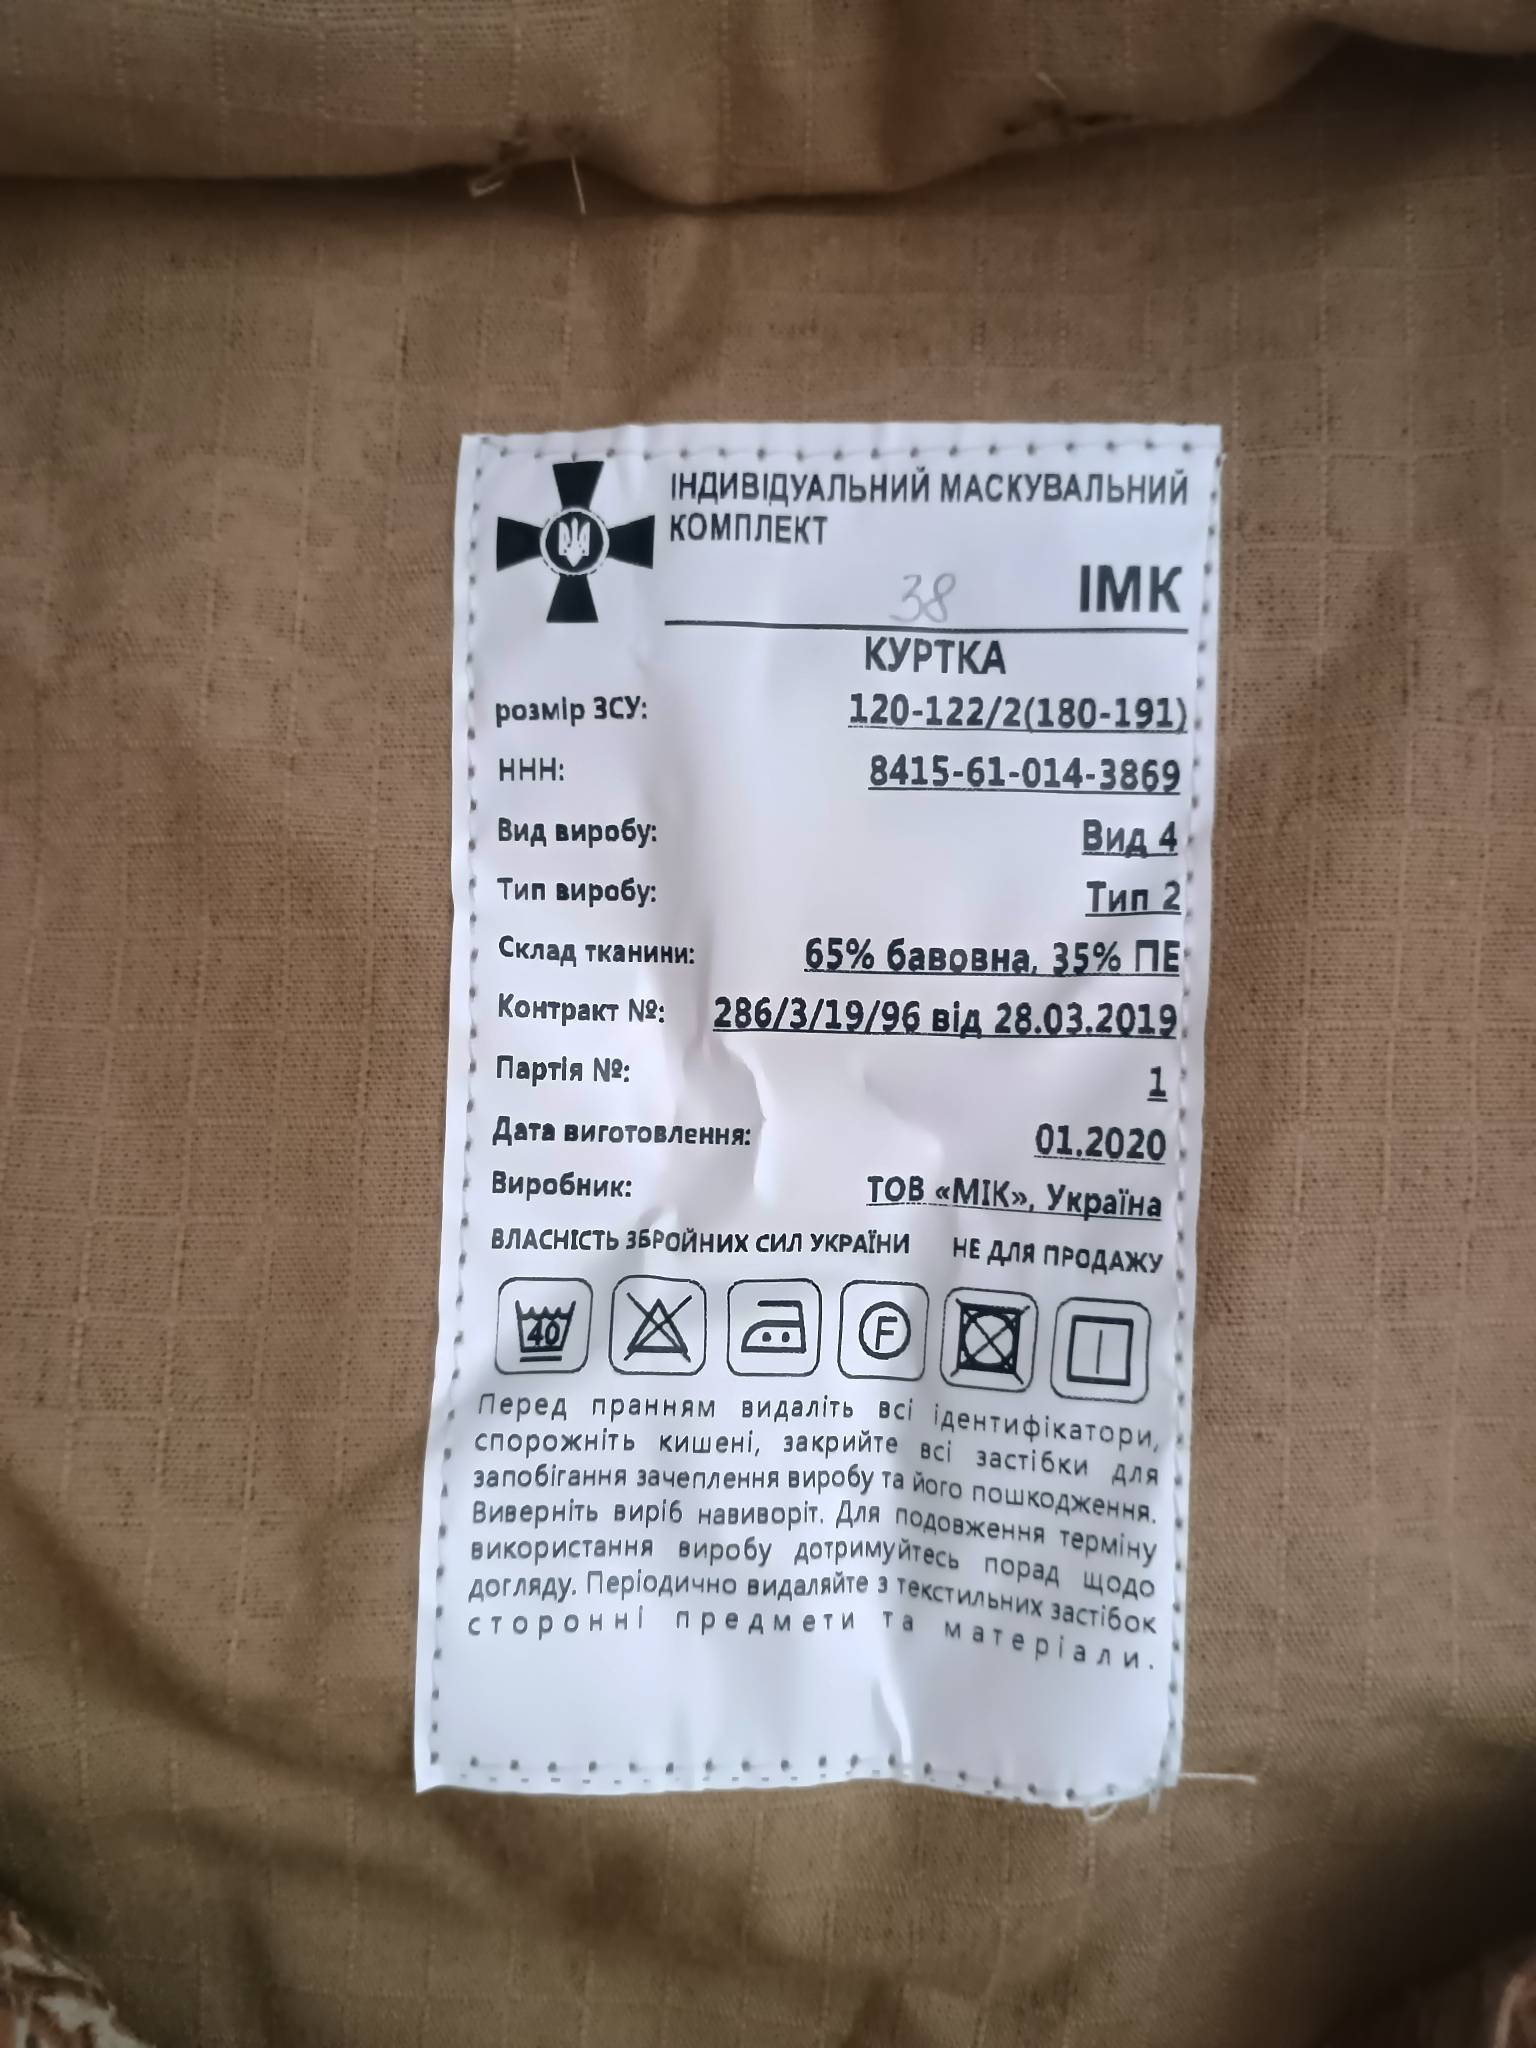 ІНДИВІДУАЛЬНИЙ МАСКУВАЛЬНИЙ
КОМПЛЕКТ
38 ІМК
КУРТКА
розмір ЗСУ: 120-122/2(180-191)
ННН: 8415-61-014-3869
Вид виробу: Вид 4
Тип виробу: Тип 2
Склад тканини: 65% бавовна, 35% ПЕ
Контракт №: 286/3/19/96 від 28.03.2019
Партія №: 1
Дата виготовлення: 01.2020
Виробник: ТОВ «МІК», Україна
ВЛАСНІСТЬ ЗБРОЙНИХ СИЛ УКРАЇНИ НЕ ДЛЯ ПРОДАЖУ
40 F
Перед пранням видаліть всі ідентифікатори,
спорожніть кишені, закрийте всі застібки для
запобігання зачеплення виробу та його пошкодження.
Виверніть виріб навиворіт. Для подовження терміну
використання виробу дотримуйтесь порад щодо
догляду. Періодично видаляйте з текстильних застібок
сторонні предмети та матеріали.